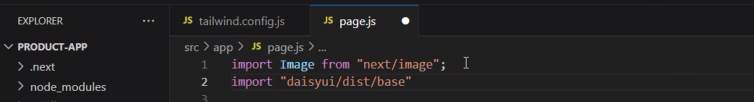 EXPLORER
JS tailwind.config.js
JS page.js
PRODUCT-APP
src > app > JS page.js > ...
.next
1 import Image from "next/image";
node_modules
2 import "daisyui/dist/base"
3